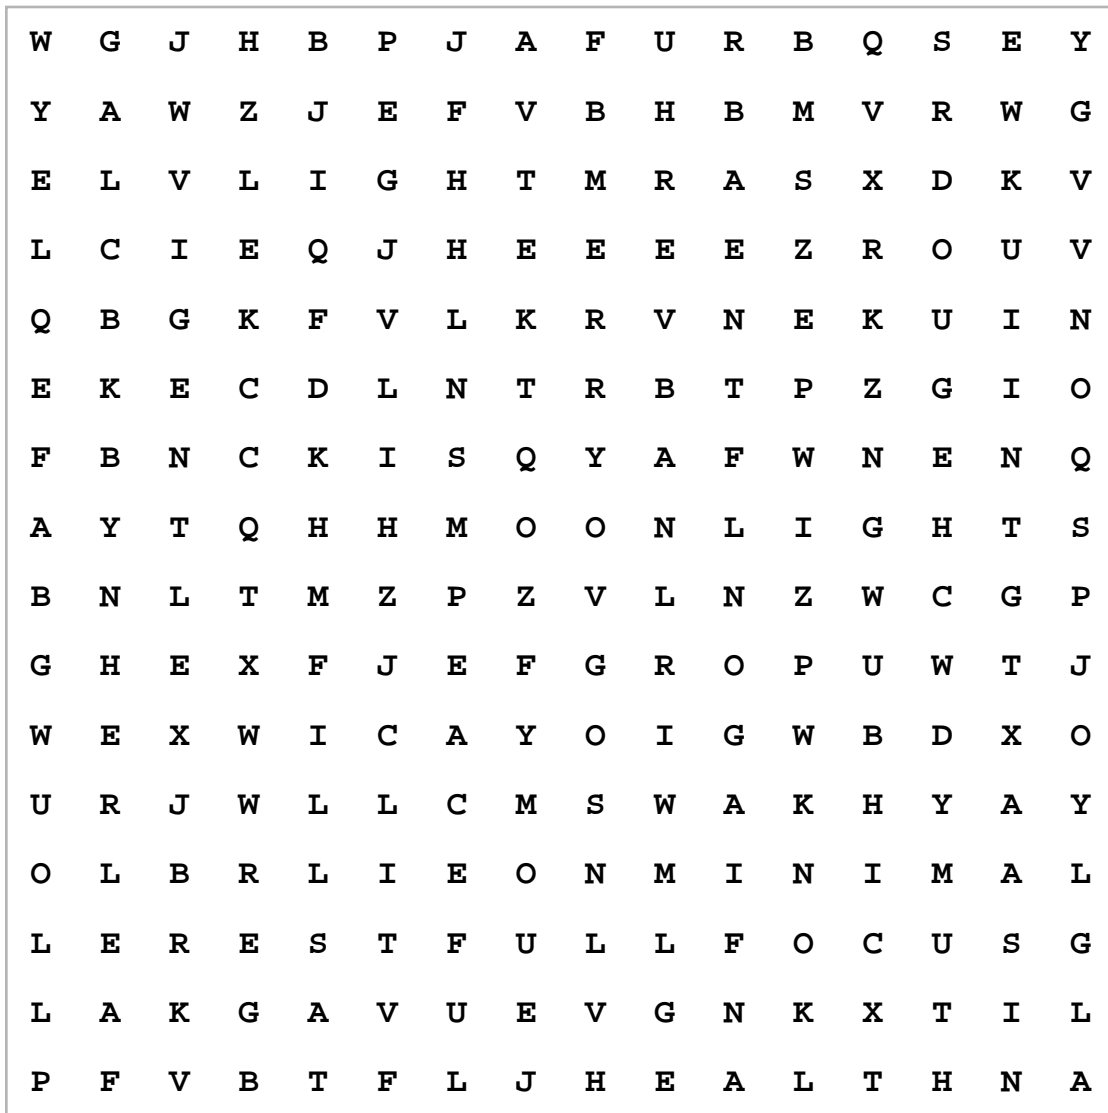 W G J H B P J A F U R B Q S E Y
Y A W Z J E F V B H B M V R W G
E L V L I G H T M R A S X D K V
L C I E Q J H E E E E Z R O U V
Q B G K F V L K R V N E K U I N
E K E C D L N T R B T P Z G I O
F B N C K I S Q Y A F W N E N Q
A Y T Q H H M O O N L I G H T S
B N L T M Z P Z V L N Z W C G P
G H E X F J E F G R O P U W T J
W E X W I C A Y O I G W B D X O
U R J W L L C M S W A K H Y A Y
O L B R L I E O N M I N I M A L
L E R E S T F U L L F O C U S G
L A K G A V U E V G N K X T I L
P F V B T F L J H E A L T H N A